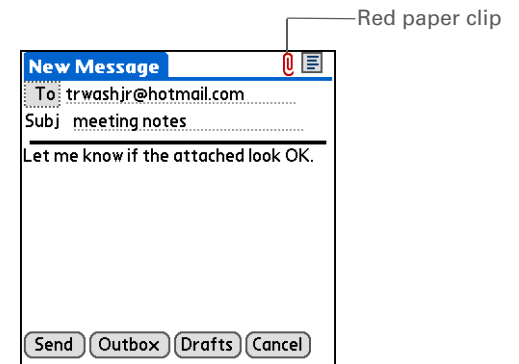 Red paper clip
New Message
To trwashjr@hotmail.com
Subj meeting notes
Let me know if the attached look OK.
Send Outbox Drafts Cancel